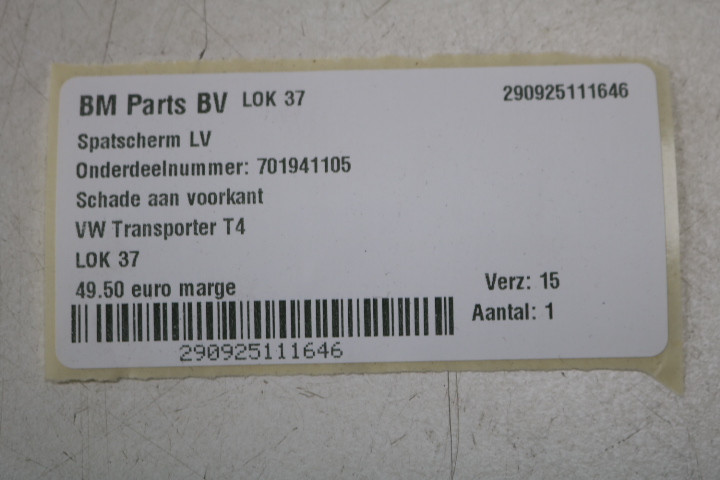 BM Parts BV LOK 37 290925111646
Spatscherm LV
Onderdeelnummer: 701941105
Schade aan voorkant
VW Transporter T4
LOK 37
49.50 euro marge Verz: 15
Aantal: 1
290925111646